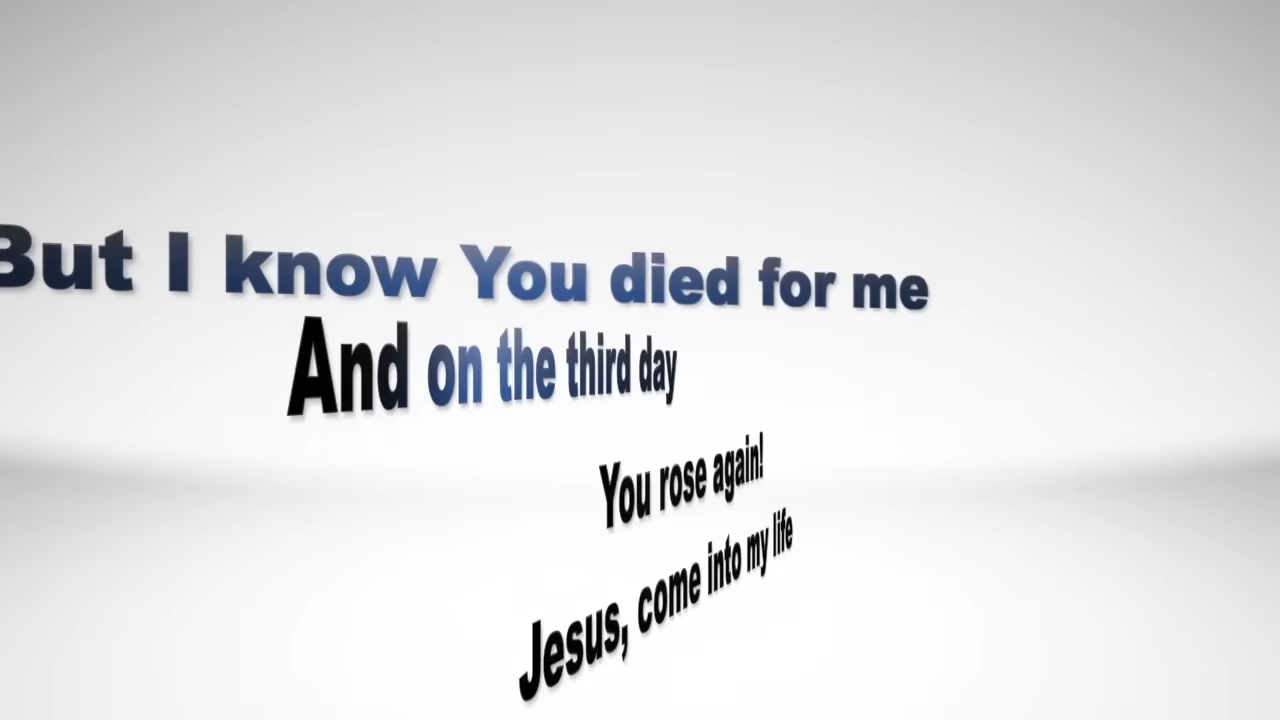 But I know You died for me
And on the third day
You rose again!
Jesus, come into my life